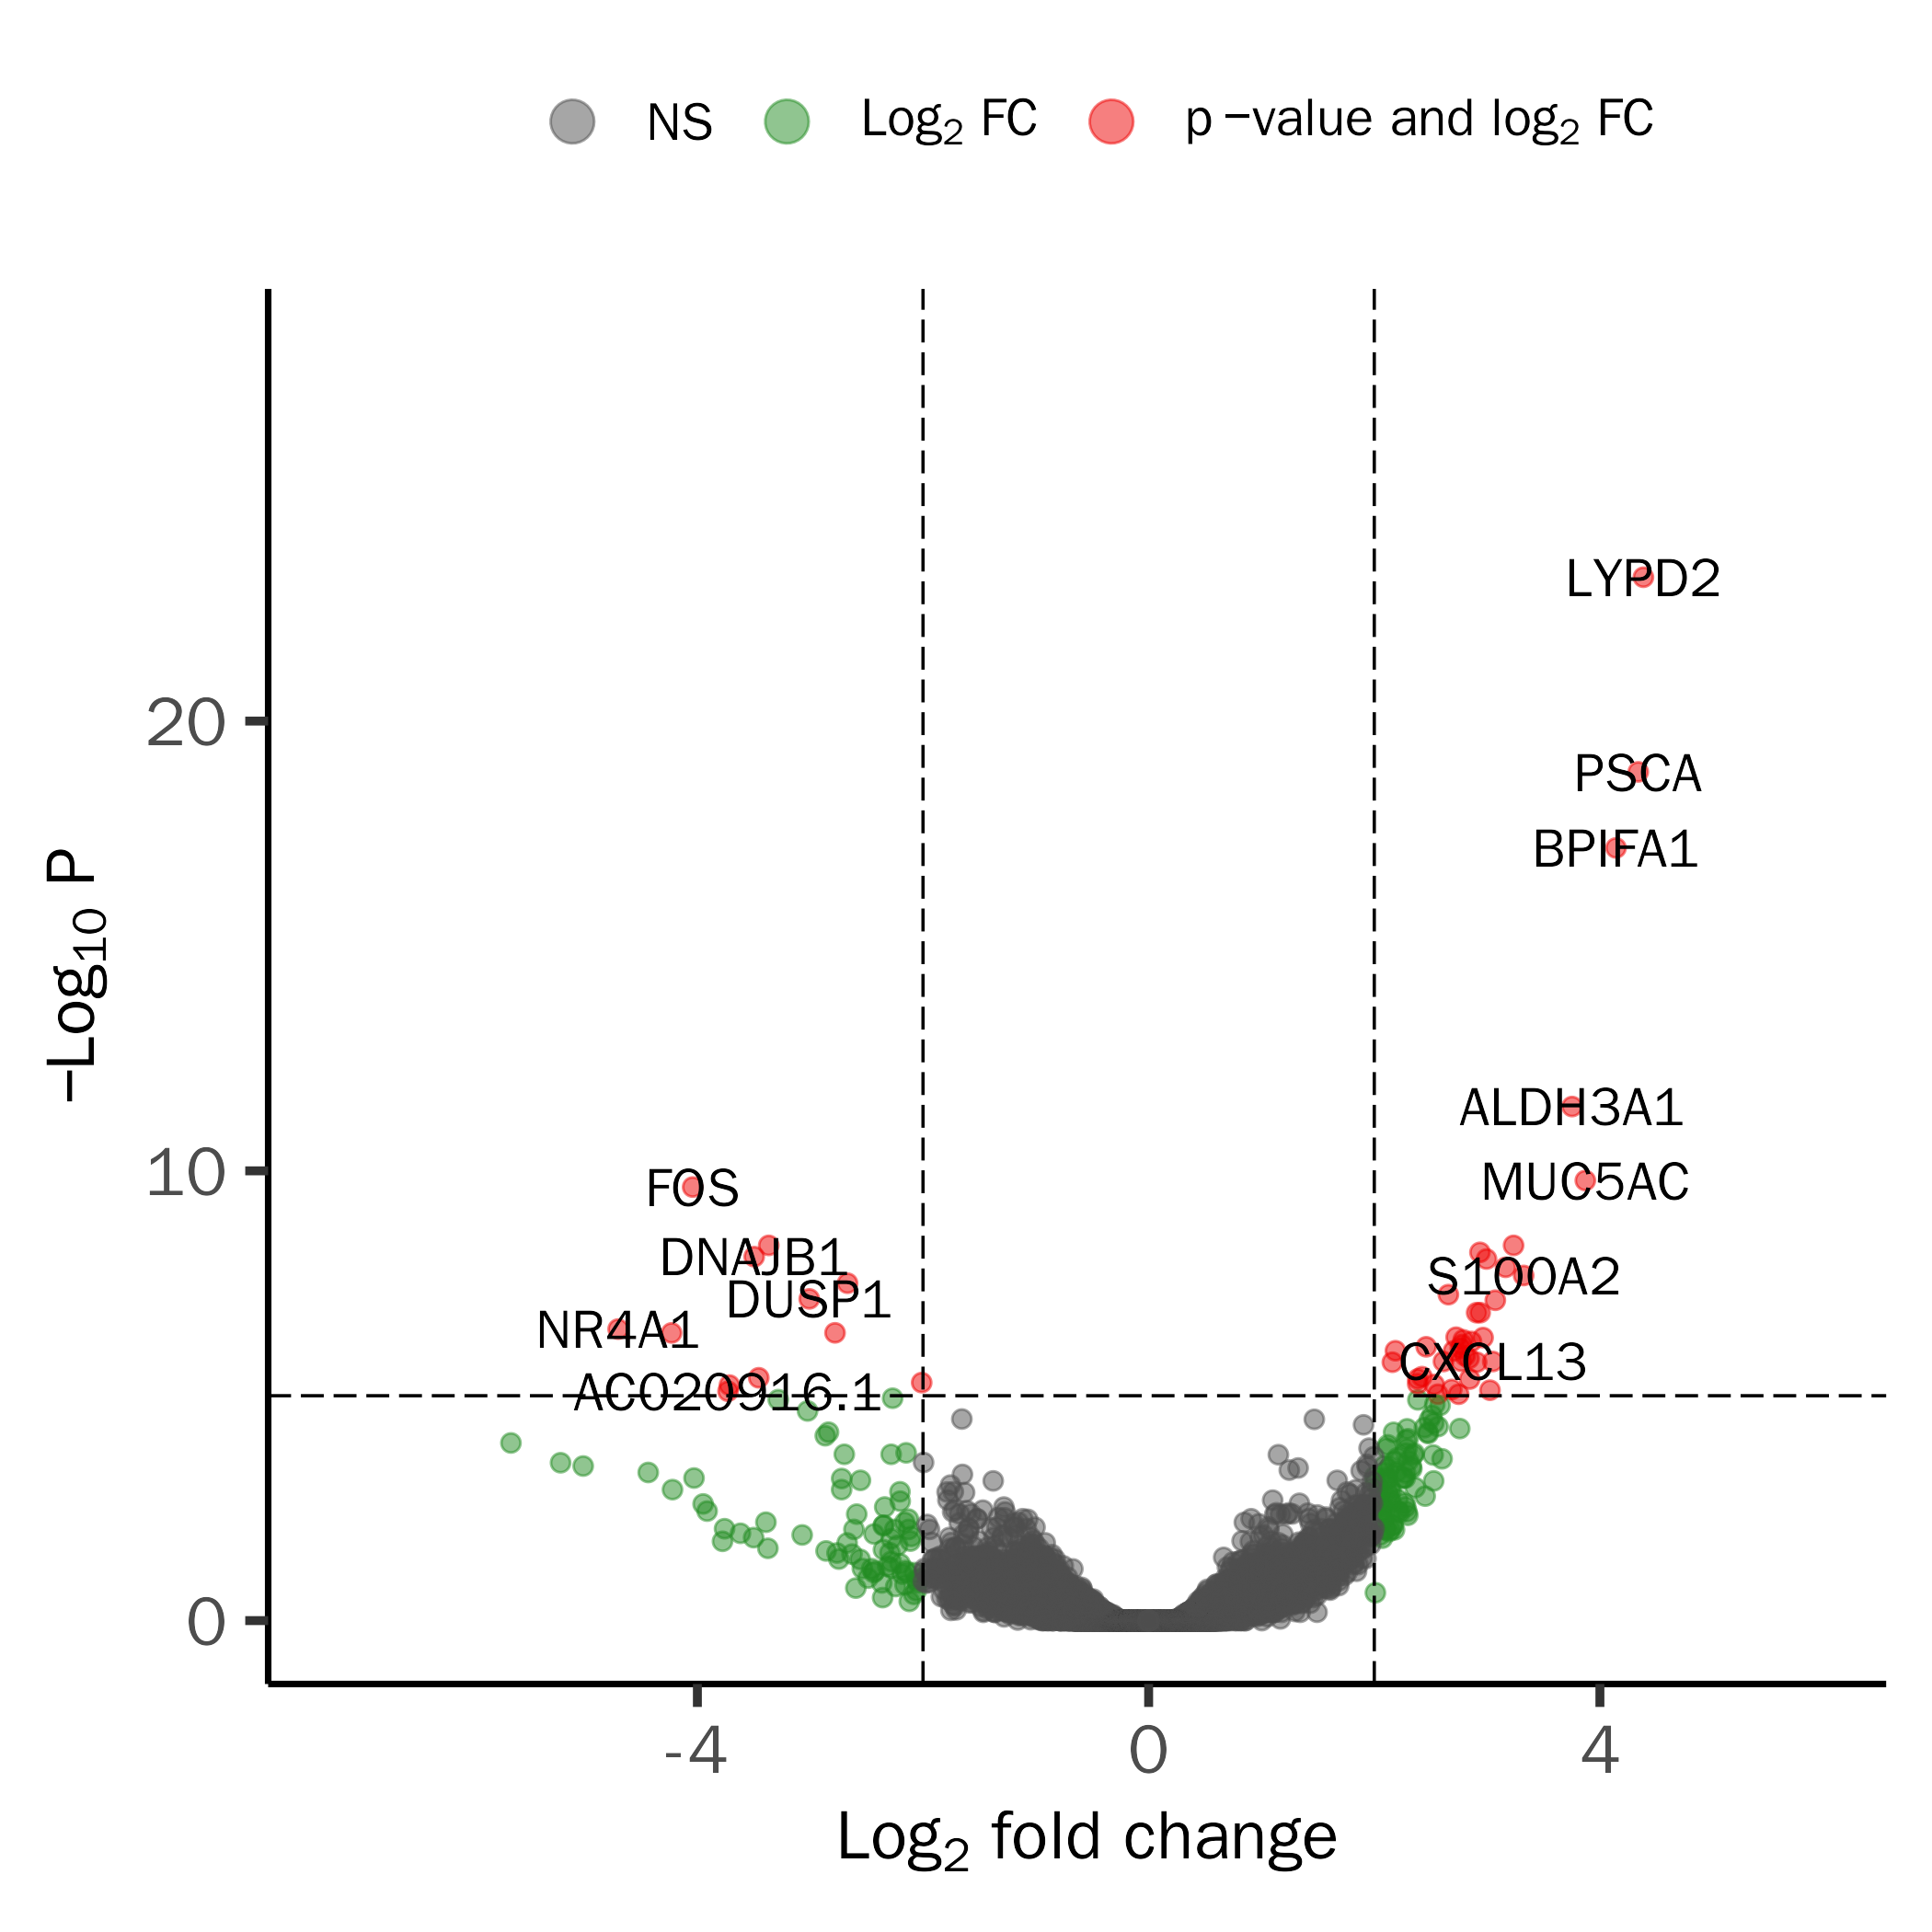 NS Log2 FC p −value and log2 FC
LYPD2
20
PSCA
BPIFA1
−Log10 P
ALDH3A1
10
MUC5AC
FOS
DNAJB1
S100A2
DUSP1
NR4A1
CXCL13
AC020916.1
0
-4 0 4
Log2 fold change